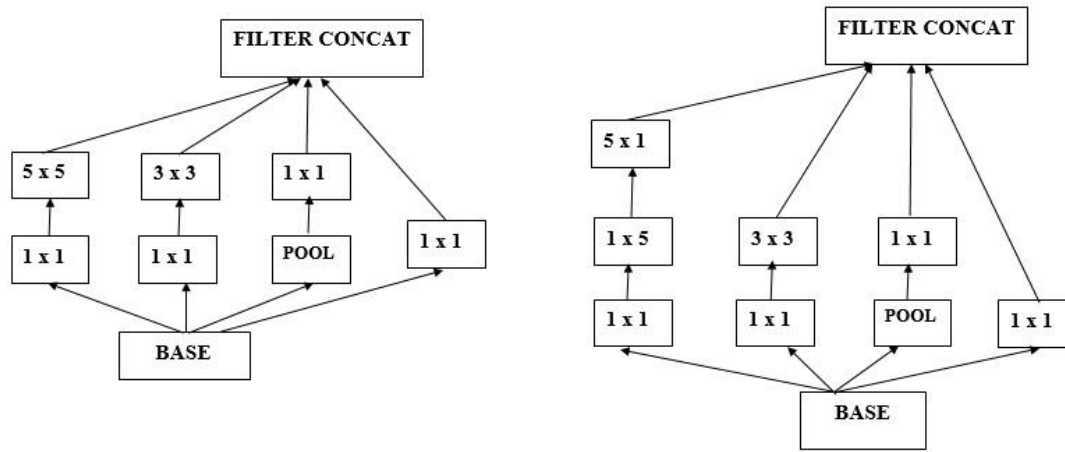 FILTER CONCAT
5 x 5
3 x 3
1 x 1
1 x 1
1 x 1
POOL
1 x 1
BASE
FILTER CONCAT
5 x 1
1 x 5
3 x 3
1 x 1
1 x 1
1 x 1
POOL
1 x 1
BASE